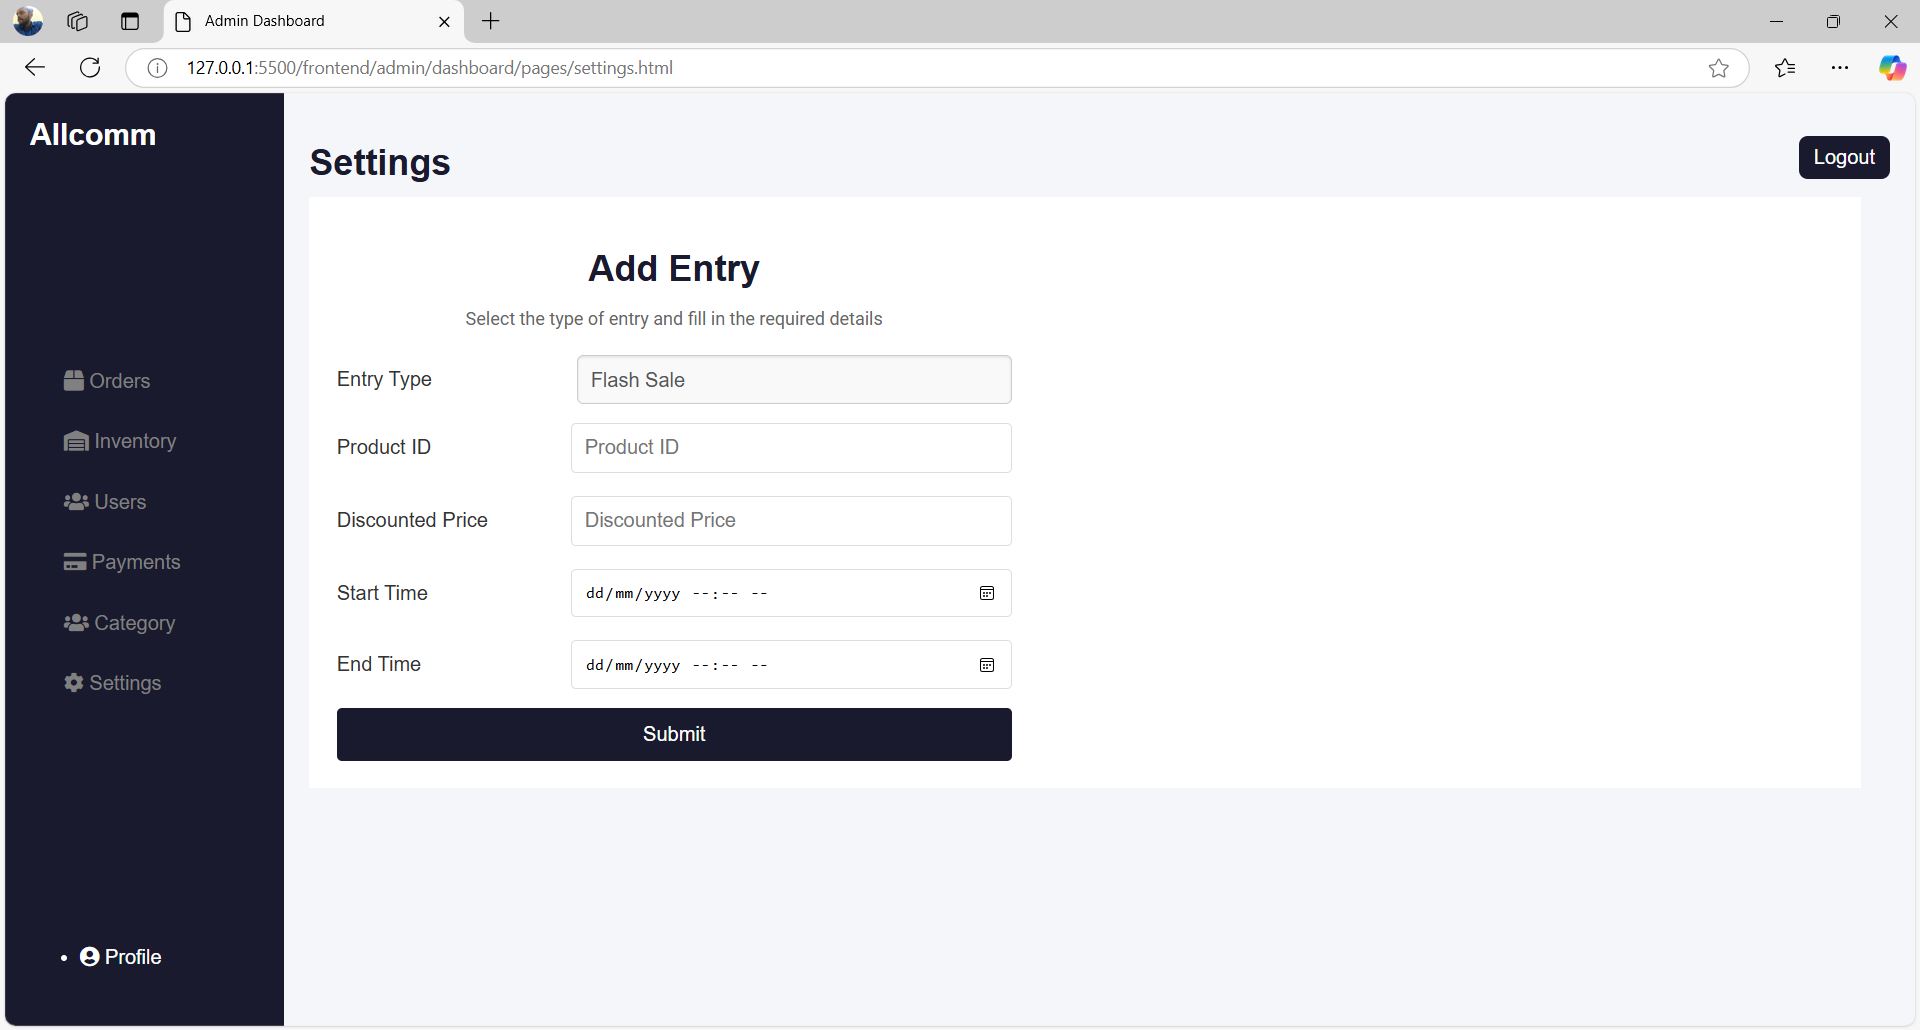 Admin Dashboard
127.0.0.1:5500/frontend/admin/dashboard/pages/settings.html
Allcomm
Orders
Inventory
Users
Payments
Category
Settings
Profile
Settings
Logout
Add Entry
Select the type of entry and fill in the required details
Entry Type Flash Sale
Product ID Product ID
Discounted Price Discounted Price
Start Time dd/mm/yyyy --:-- --
End Time dd/mm/yyyy --:-- --
Submit